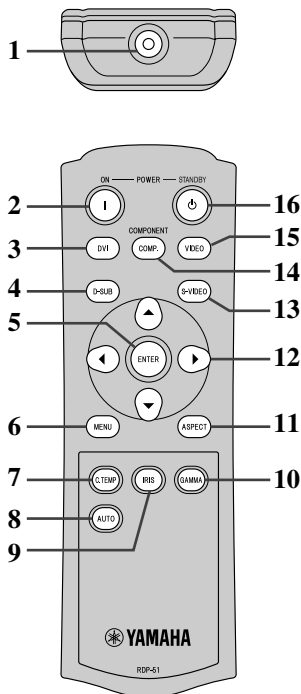 1
ON POWER STANDBY
2 I 16
COMPONENT
3 DVI COMP. VIDEO 15
14
4 D-SUB S-VIDEO 13
5 ENTER 12
6 MENU ASPECT 11
7 C.TEMP IRIS GAMMA 10
8 AUTO
9
YAMAHA
RDP-51